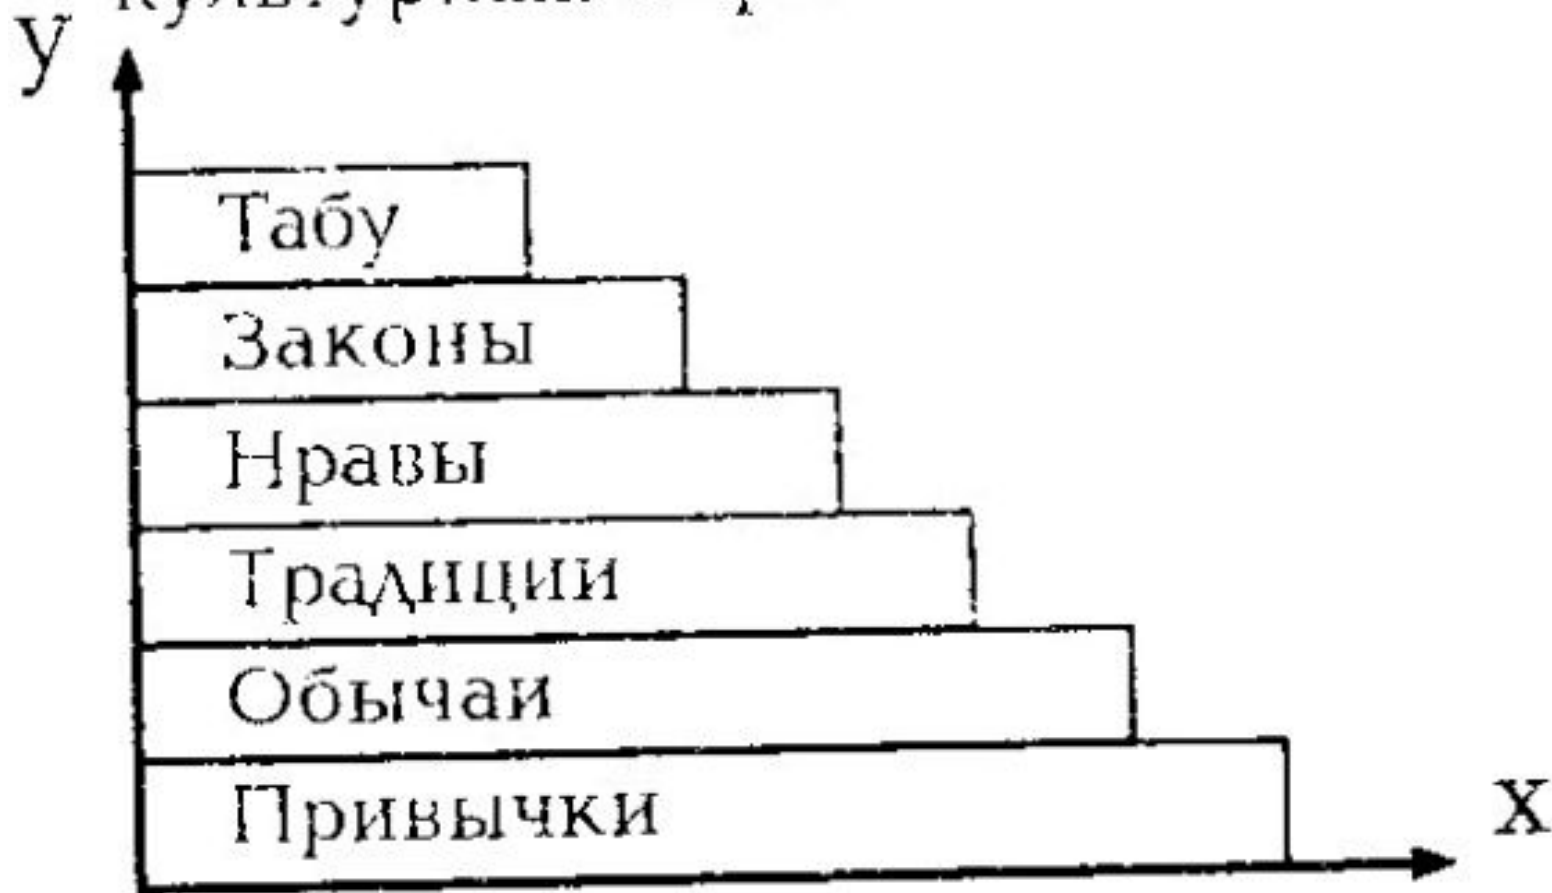 у
Табу
Законы
Нравы
Традиции
Обычаи
Привычки
х